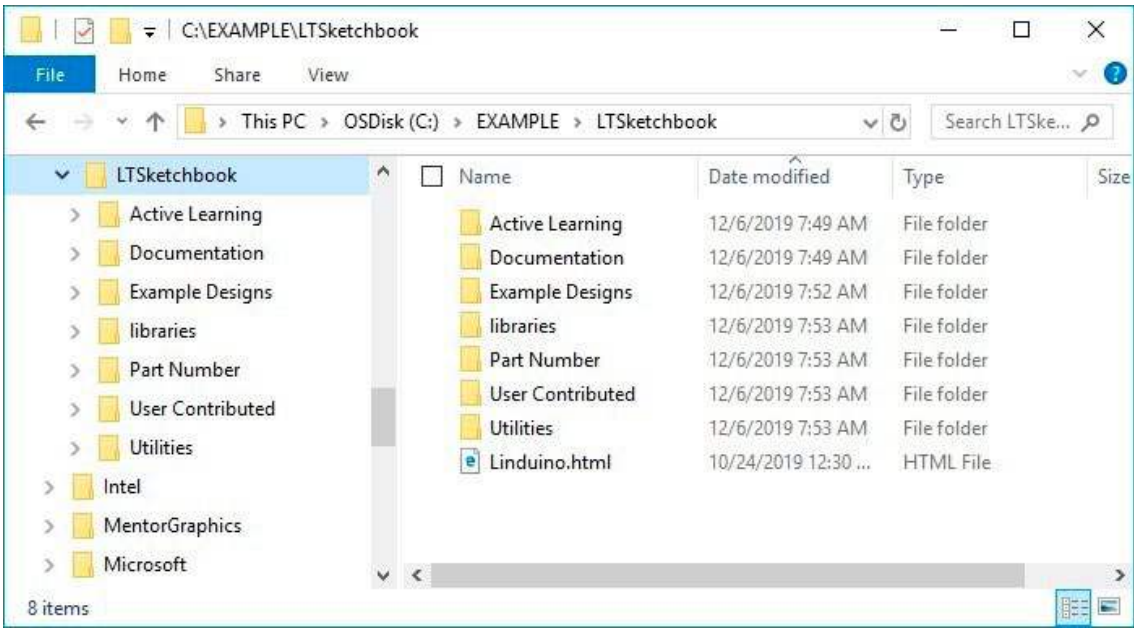 C:\EXAMPLE\LTSketchbook
File Home Share View
This PC > OSDisk (C:) > EXAMPLE > LTSketchbook Search LTSke...
LTSketchbook
Active Learning
Documentation
Example Designs
libraries
Part Number
User Contributed
Utilities
Intel
MentorGraphics
Microsoft
Name Date modified Type Size
Active Learning 12/6/2019 7:49 AM File folder
Documentation 12/6/2019 7:49 AM File folder
Example Designs 12/6/2019 7:52 AM File folder
libraries 12/6/2019 7:53 AM File folder
Part Number 12/6/2019 7:53 AM File folder
User Contributed 12/6/2019 7:53 AM File folder
Utilities 12/6/2019 7:53 AM File folder
Linduino.html 10/24/2019 12:30 ... HTML File
8 items